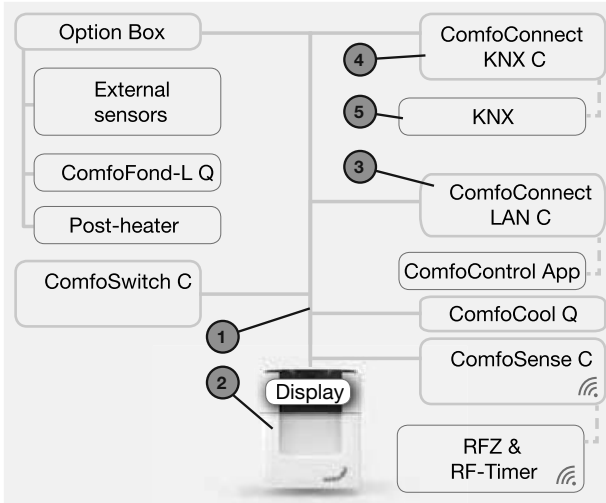 Option Box
External
sensors
ComfoFond-L Q
Post-heater
ComfoSwitch C
1
2
Display
4
ComfoConnect
KNX C
5
KNX
3
ComfoConnect
LAN C
ComfoControl App
ComfoCool Q
ComfoSense C
RFZ &
RF-Timer